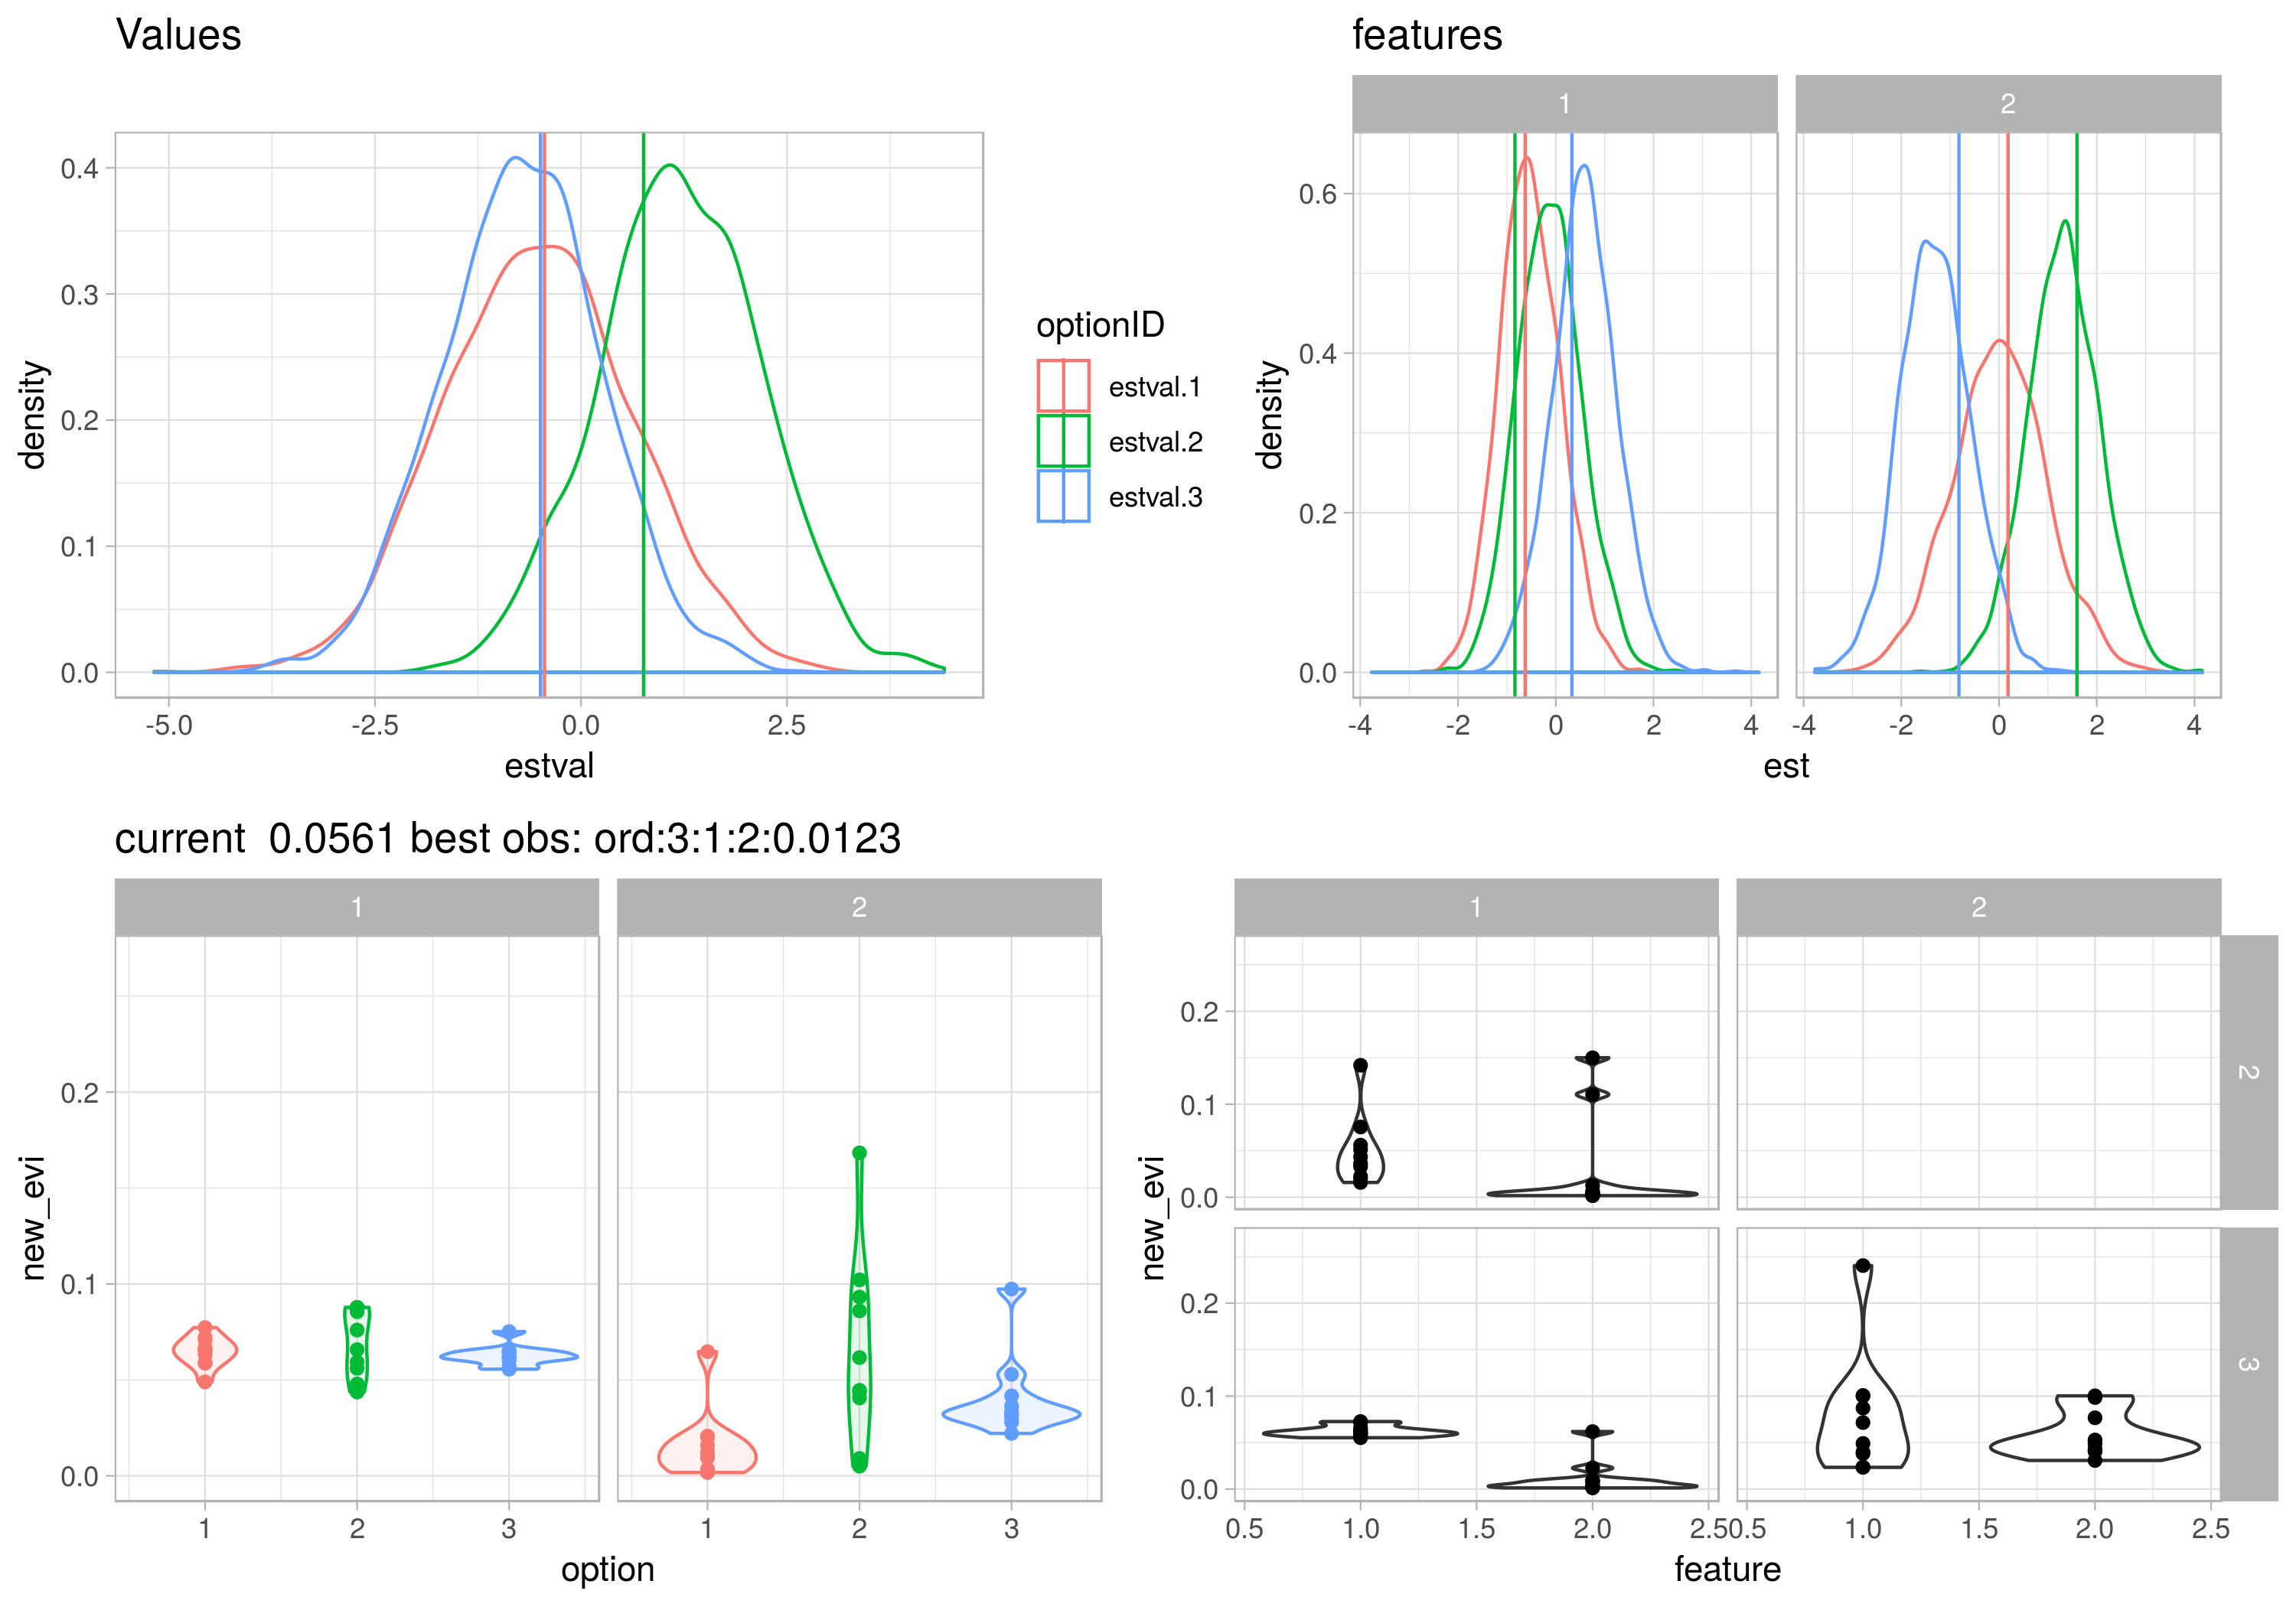 Values
0.4
0.3
0.2
0.1
0.0
density
-5.0 -2.5 0.0 2.5
estval
optionID
estval.1
estval.2
estval.3
features
1 2
0.6
0.4
0.2
0.0
density
-4 -2 0 2 4 -4 -2 0 2 4
est
current 0.0561 best obs: ord:3:1:2:0.0123
1 2
0.2
0.1
0.0
new_evi
1 2 3 1 2 3
option
1 2
0.2
0.1
0.0
2
0.2
0.1
0.0
3
new_evi
0.5 1.0 1.5 2.0 2.5 0.5 1.0 1.5 2.0 2.5
feature